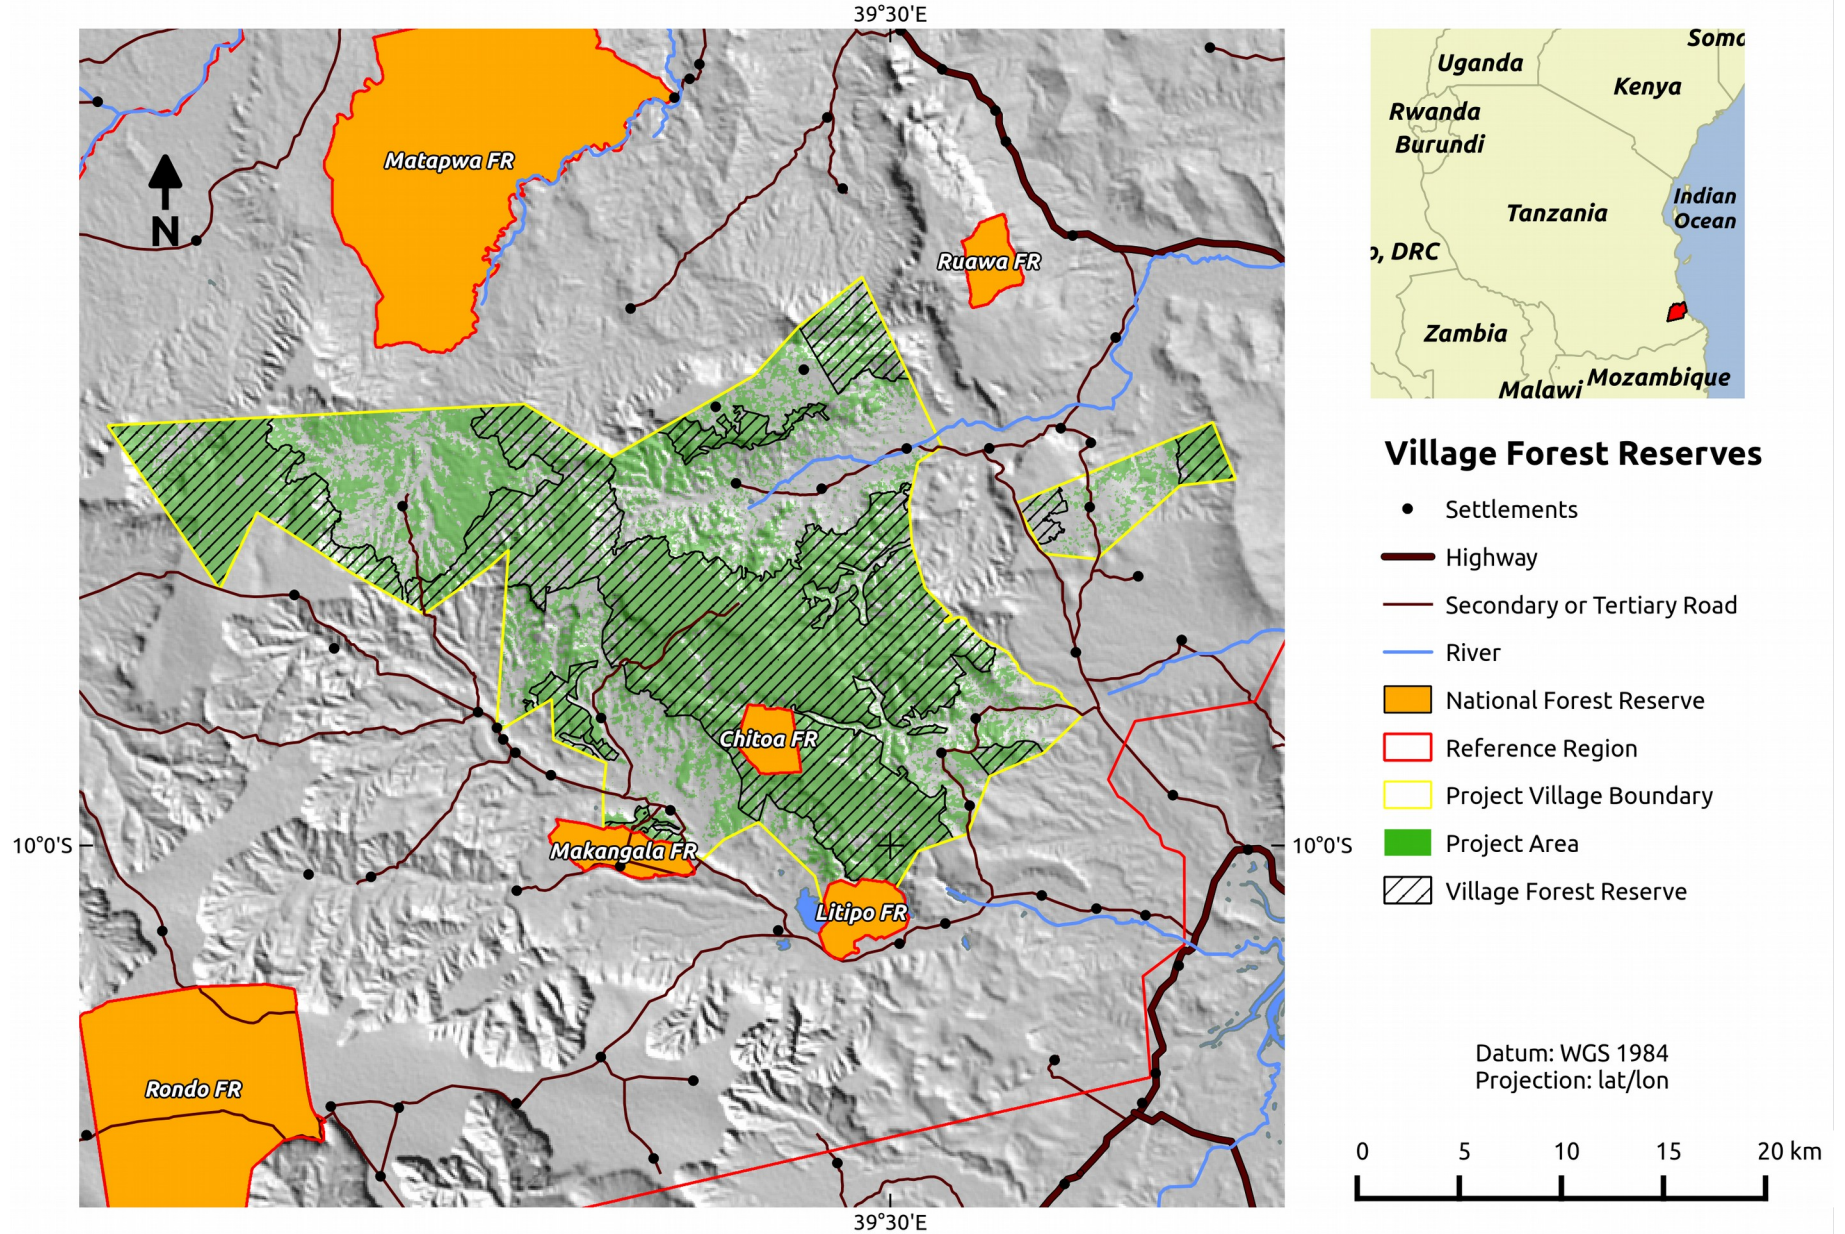 39°30'E
Matapwa FR
N
Ruawa FR
Chitoa FR
10°0'S
Makangala FR
10°0'S
Litipo FR
Rondo FR
39°30'E
Soma
Uganda
Kenya
Rwanda
Burundi
Indian
Ocean
Tanzania
o, DRC
Zambia
Malawi
Mozambique
Village Forest Reserves
Settlements
Highway
Secondary or Tertiary Road
River
National Forest Reserve
Reference Region
Project Village Boundary
Project Area
Village Forest Reserve
Datum: WGS 1984
Projection: lat/lon
0 5 10 15 20 km